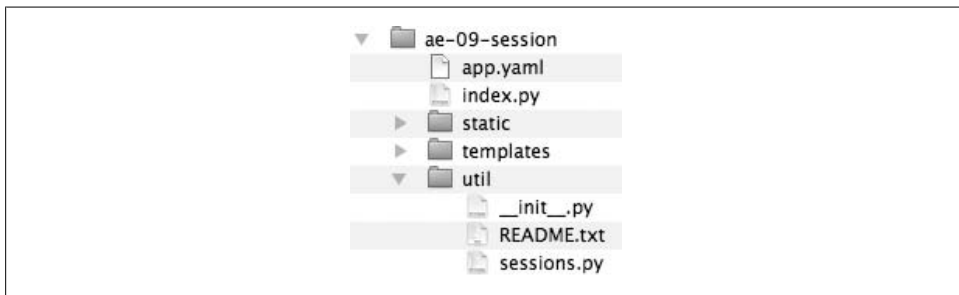 ae-09-session
app.yaml
index.py
static
templates
util
__init__.py
README.txt
sessions.py